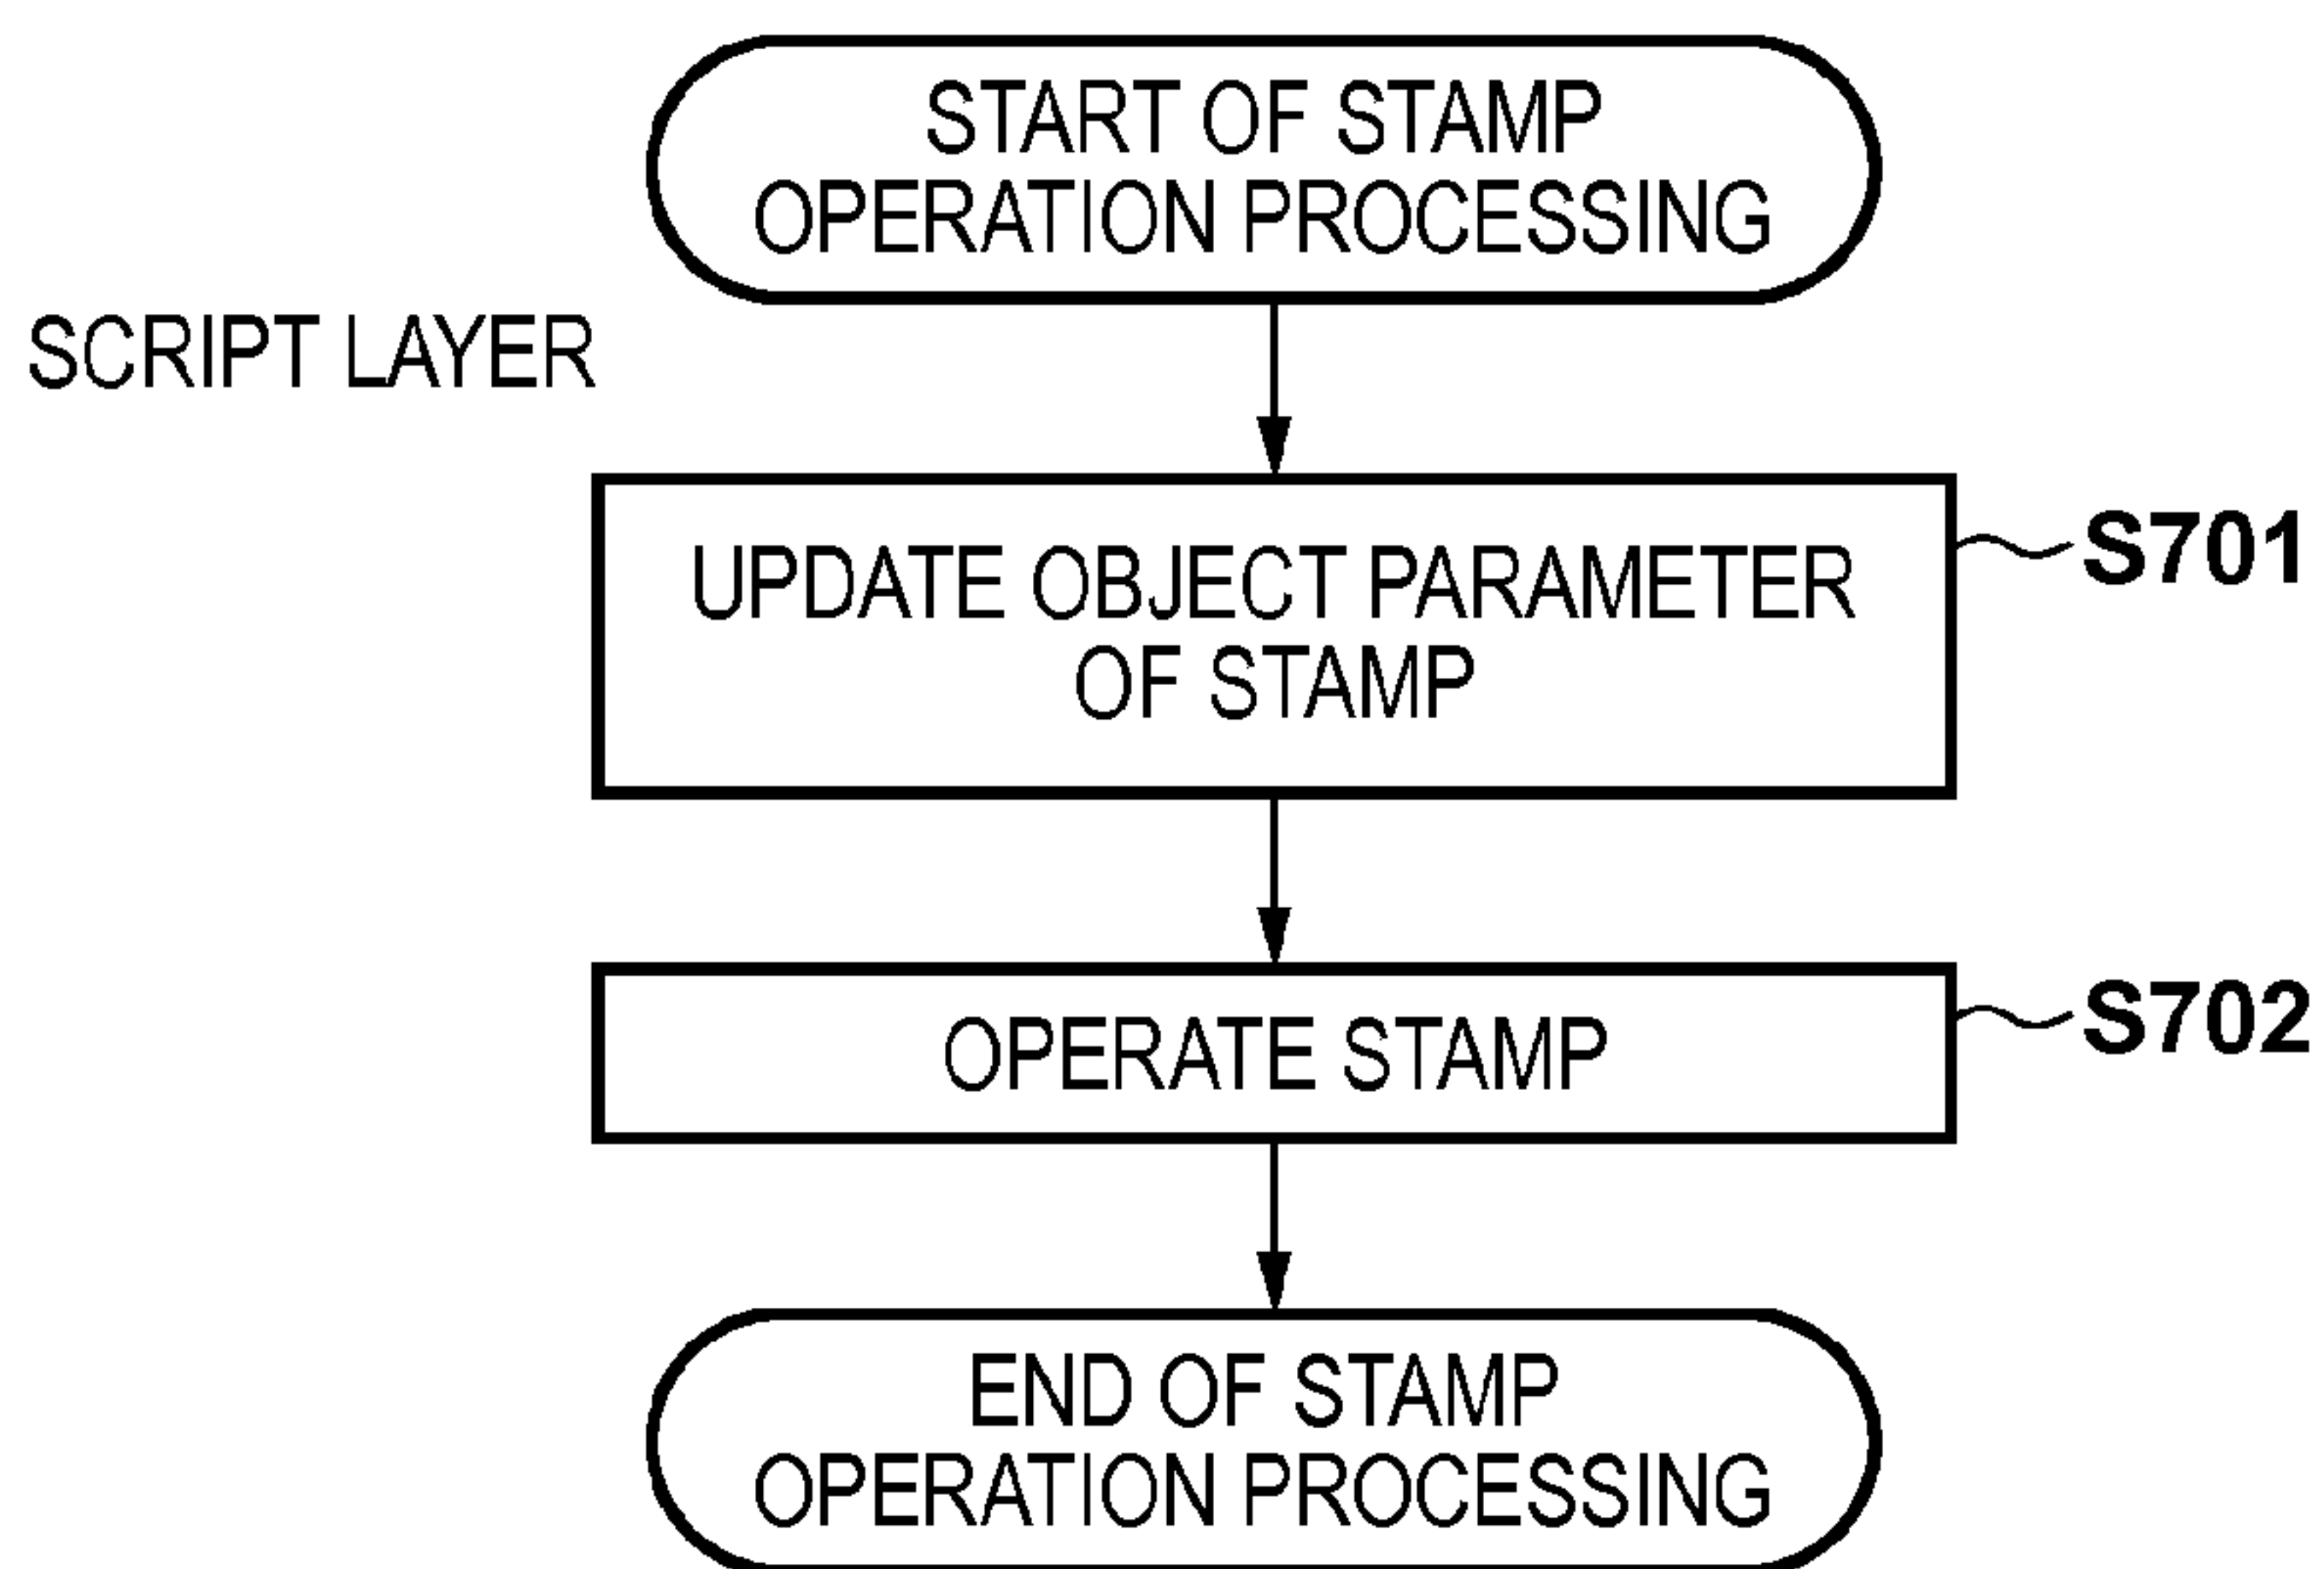 START OF STAMP
OPERATION PROCESSING
SCRIPT LAYER
UPDATE OBJECT PARAMETER
OF STAMP
S701
OPERATE STAMP
S702
END OF STAMP
OPERATION PROCESSING